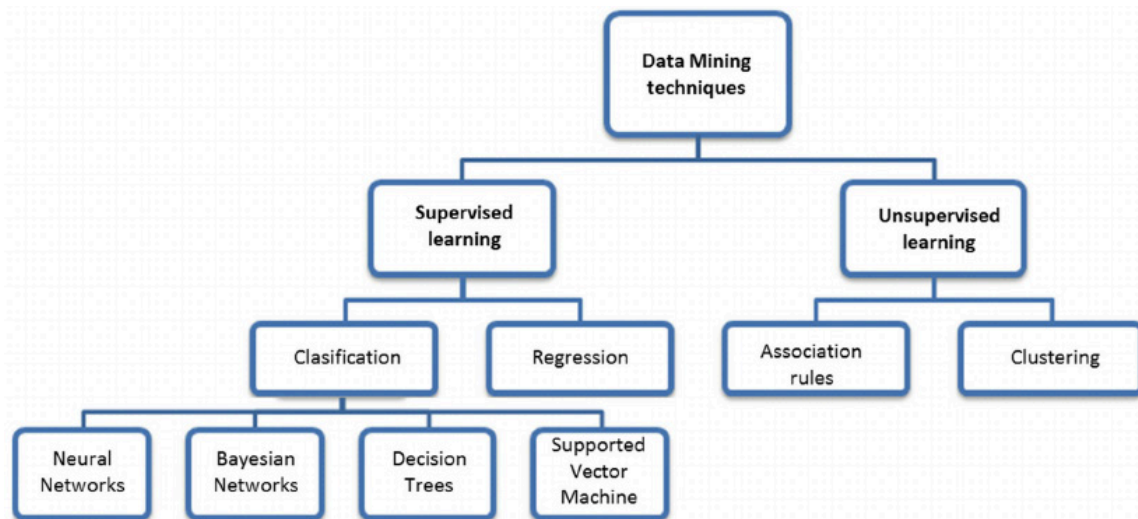 Data Mining
techniques
Supervised
learning
Unsupervised
learning
Clasification
Regression
Association
rules
Clustering
Neural
Networks
Bayesian
Networks
Decision
Trees
Supported
Vector
Machine